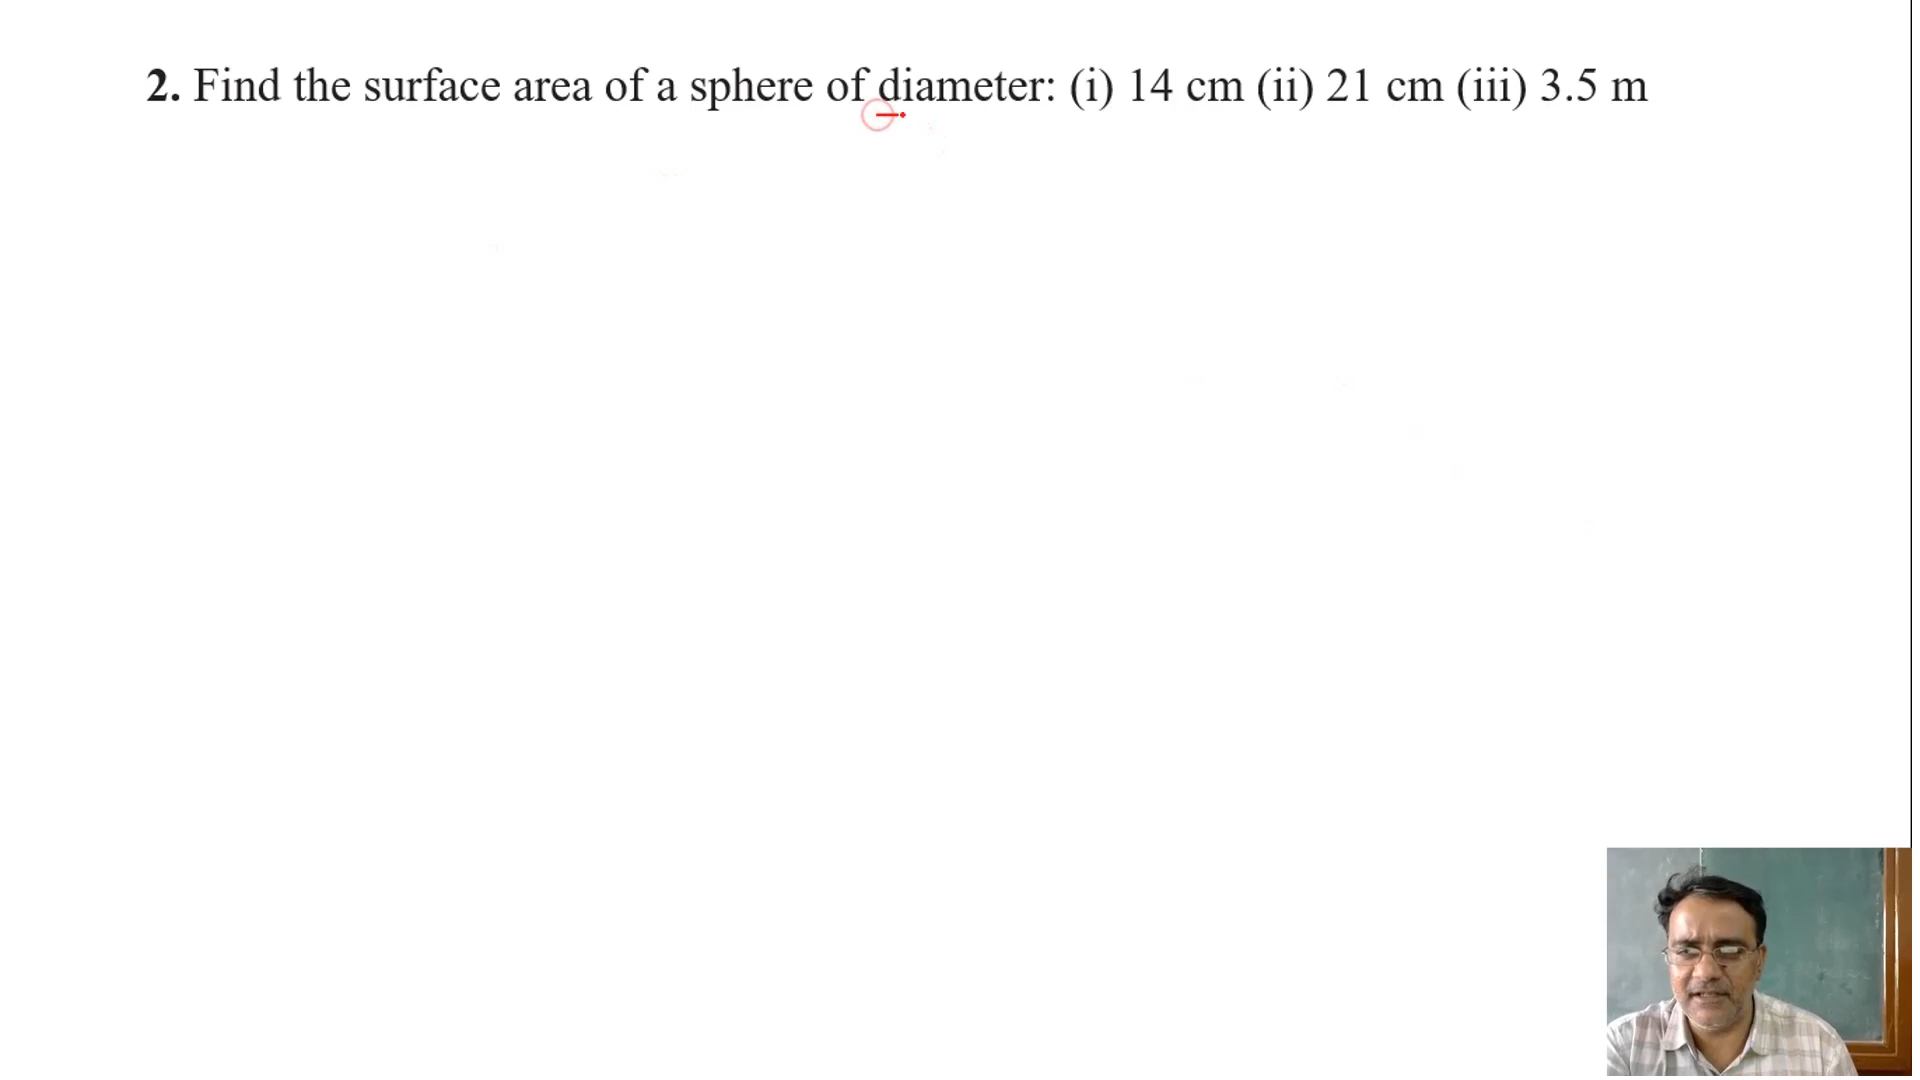 2. Find the surface area of a sphere of diameter: (i) 14 cm (ii) 21 cm (iii) 3.5 m